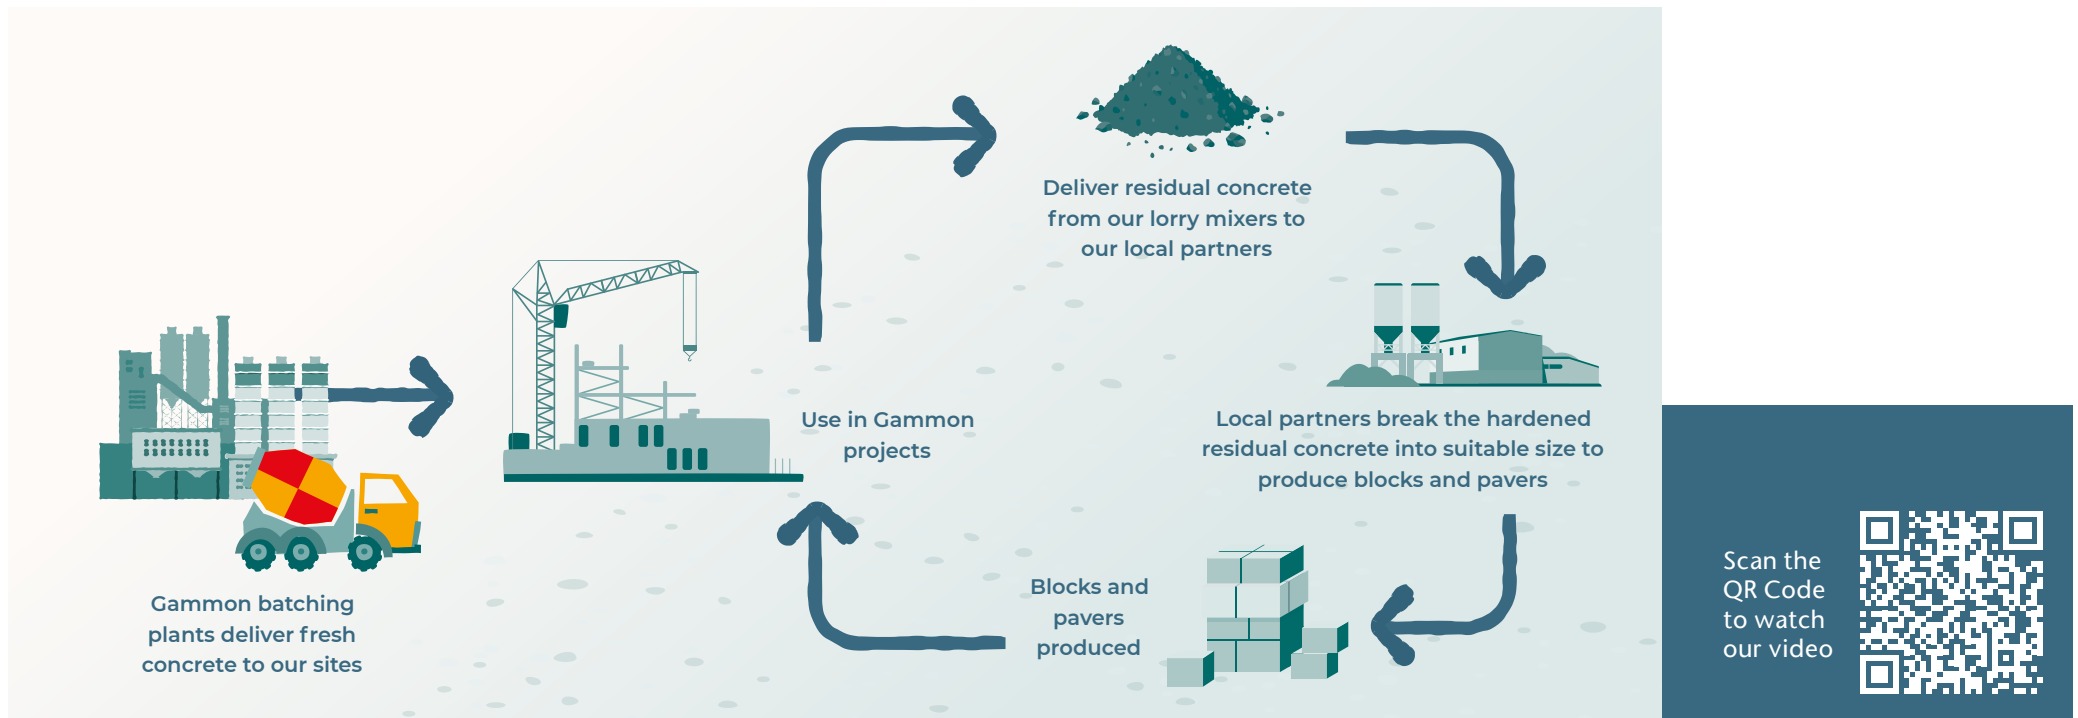 Gammon batching
plants deliver fresh
concrete to our sites
Use in Gammon
projects
Deliver residual concrete
from our lorry mixers to
our local partners
Local partners break the hardened
residual concrete into suitable size to
produce blocks and pavers
Blocks and
pavers
produced
Scan the
QR Code
to watch
our video